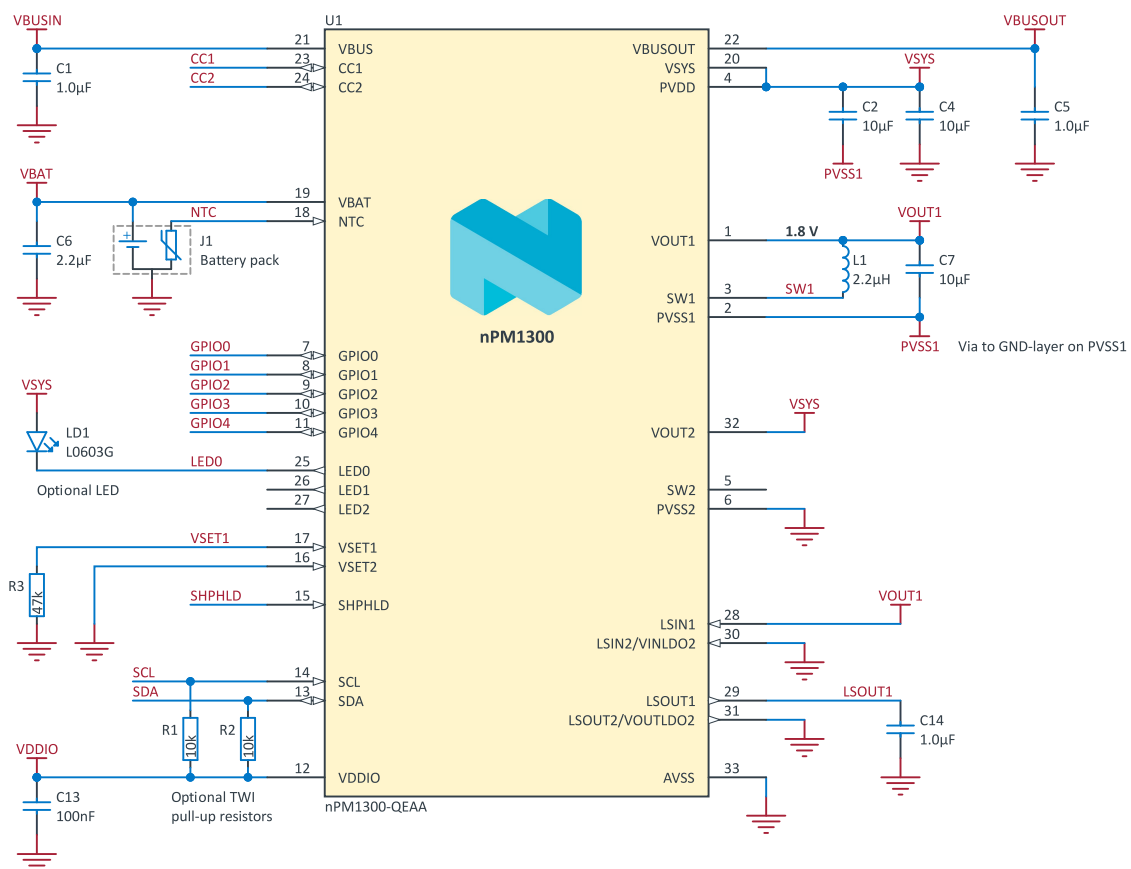 U1
VBUSIN
21
VBUS
CC1
23
CC1
CC2
24
CC2
C1
1.0µF
VBAT
19
VBAT
NTC
18
NTC
C6
2.2µF
+
J1
Battery pack
GPIO0
7
GPIO0
GPIO1
8
GPIO1
GPIO2
9
GPIO2
GPIO3
10
GPIO3
GPIO4
11
GPIO4
VSYS
LD1
L0603G
LED0
25
LED0
Optional LED
26
LED1
27
LED2
VSET1
17
VSET1
16
VSET2
R3
47k
SHPHLD
15
SHPHLD
SCL
14
SCL
SDA
13
SDA
R1
10k
R2
10k
VDDIO
12
VDDIO
C13
100nF
Optional TWI
pull-up resistors
nPM1300
nPM1300-QEAA
VBUSOUT
22
VBUSOUT
VSYS
20
PVDD
4
VSYS
C2
10µF
C4
10µF
C5
1.0µF
PVSS1
VOUT1
1
1.8 V
VOUT1
L1
2.2µH
C7
10µF
SW1
3
SW1
PVSS1
2
PVSS1
Via to GND-layer on PVSS1
VOUT2
32
VSYS
SW2
5
PVSS2
6
LSIN1
28
VOUT1
LSIN2/VINLDO2
30
LSOUT1
29
LSOUT1
LSOUT2/VOUTLDO2
31
C14
1.0µF
AVSS
33